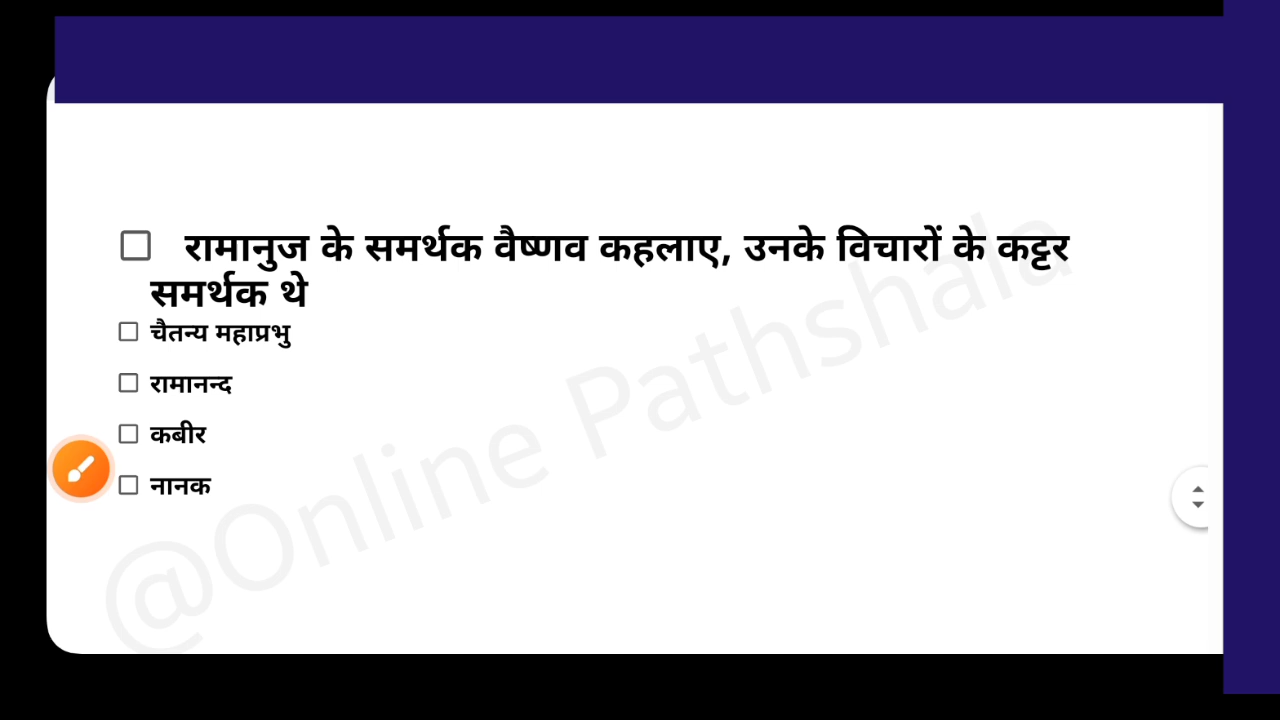 रामानुज के समर्थक वैष्णव कहलाए, उनके विचारों के कट्टर
समर्थक थे
चैतन्य महाप्रभु
रामानन्द
कबीर
नानक
@Online Pathshala